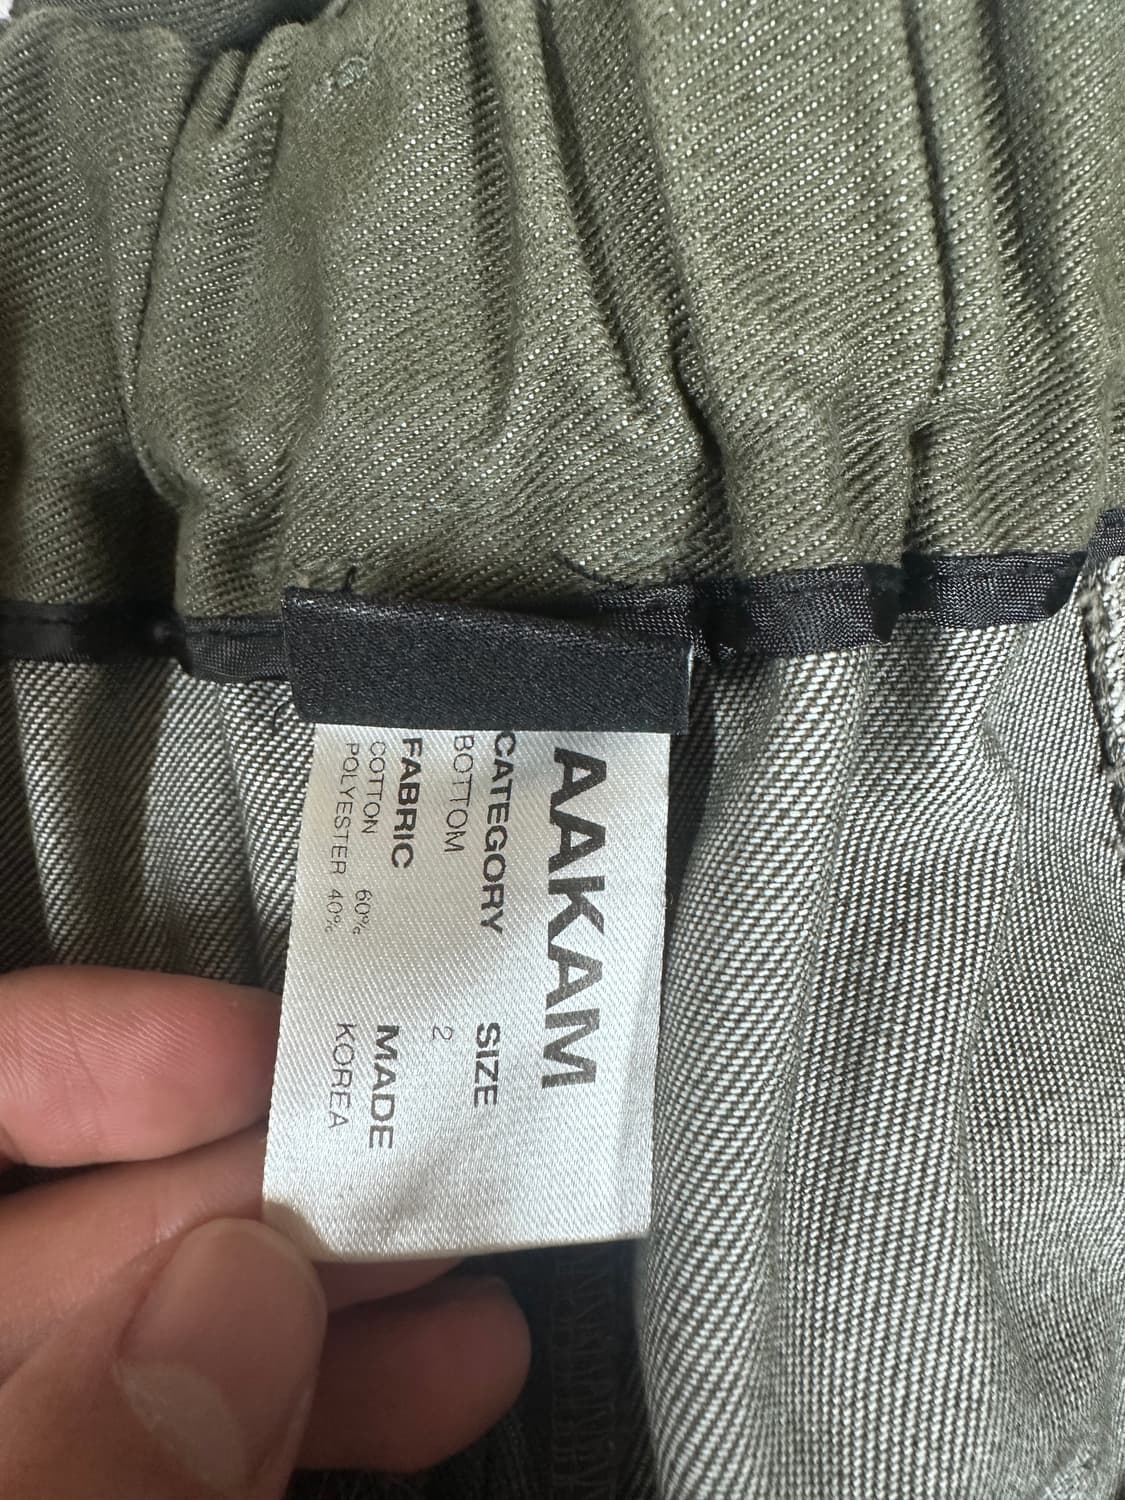 AAKAM
CATEGORY
BOTTOM
SIZE
2
FABRIC
COTTON 60%
POLYESTER 40%
MADE
KOREA